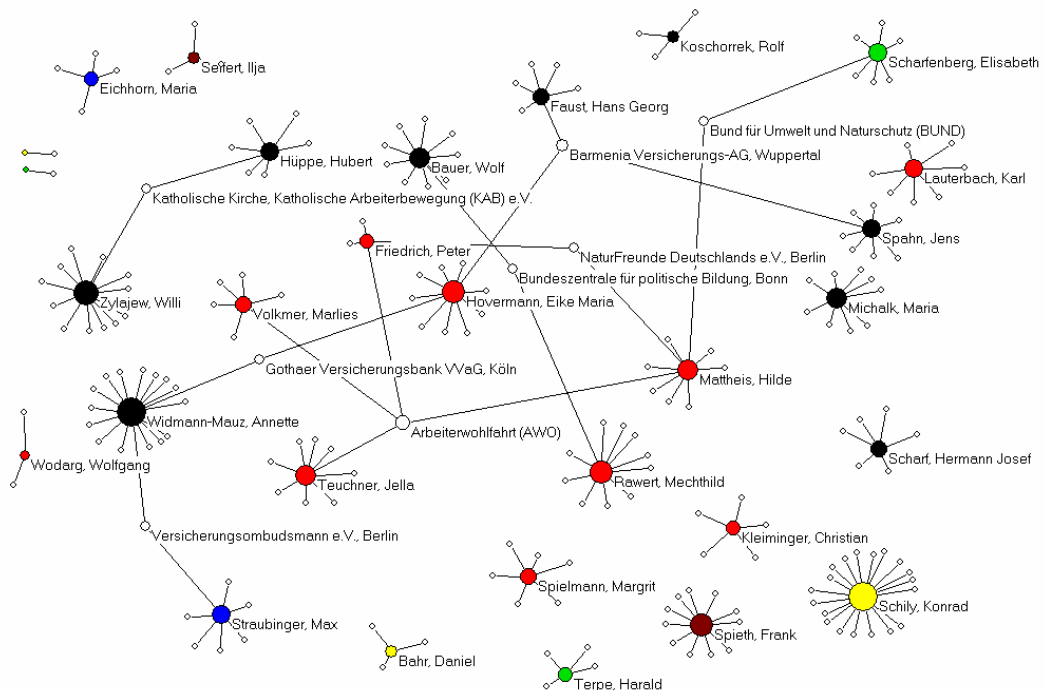 Koschorrek, Rolf
Seifert, Ilja
Scharfenberg, Elisabeth
Eichhorn, Maria
Faust, Hans Georg
Bund für Umwelt und Naturschutz (BUND)
Hüppe, Hubert
Bauer, Wolf
Barmenia Versicherungs-AG, Wuppertal
Lauterbach, Karl
Katholische Kirche, Katholische Arbeiterbewegung (KAB) e.V.
Spahn, Jens
Friedrich, Peter
NaturFreunde Deutschlands e.V., Berlin
Bundeszentrale für politische Bildung, Bonn
Zylajew, Willi
Hovermann, Eike Maria
Michalk, Maria
Volkmer, Marlies
Gothaer Versicherungsbank VVaG, Köln
Mattheis, Hilde
Widmann-Mauz, Annette
Arbeiterwohlfahrt (AWO)
Scharf, Hermann Josef
Wodarg, Wolfgang
Teuchner, Jella
Rawert, Mechthild
Versicherungsombudsmann e.V., Berlin
Kleiminger, Christian
Spielmann, Margrit
Schily, Konrad
Straubinger, Max
Spieth, Frank
Bahr, Daniel
Terpe, Harald